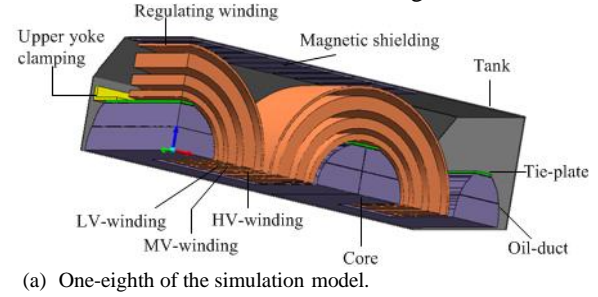 Regulating winding
Upper yoke
clamping
Magnetic shielding
Tank
Tie-plate
LV-winding
HV-winding
MV-winding
Core
Oil-duct
(a) One-eighth of the simulation model.